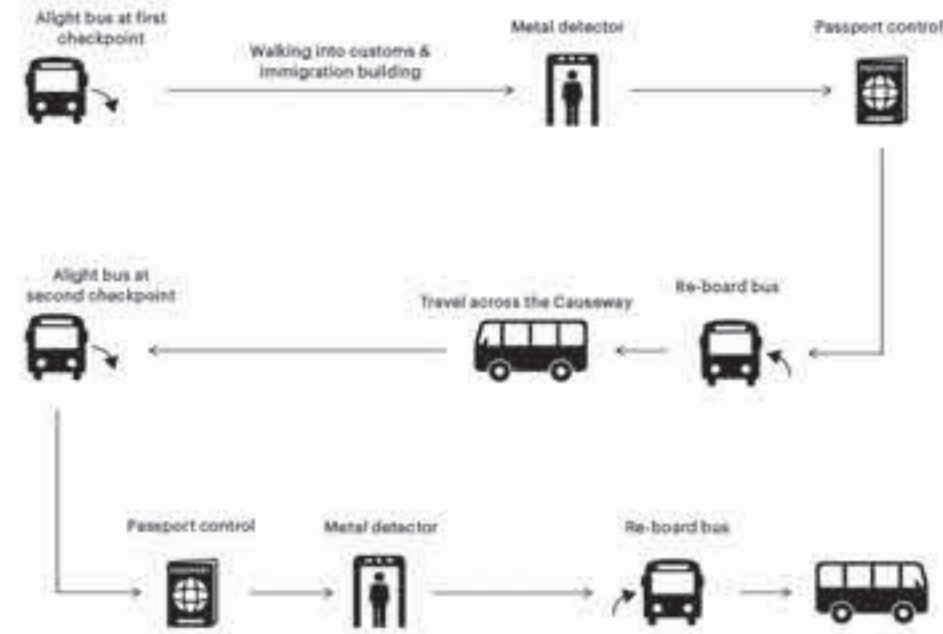 Alight bus at first
checkpoint
Walking into customs &
immigration building
Metal detector
Passport control
Alight bus at
second checkpoint
Travel across the Causeway
Re-board bus
Passport control
Metal detector
Re-board bus